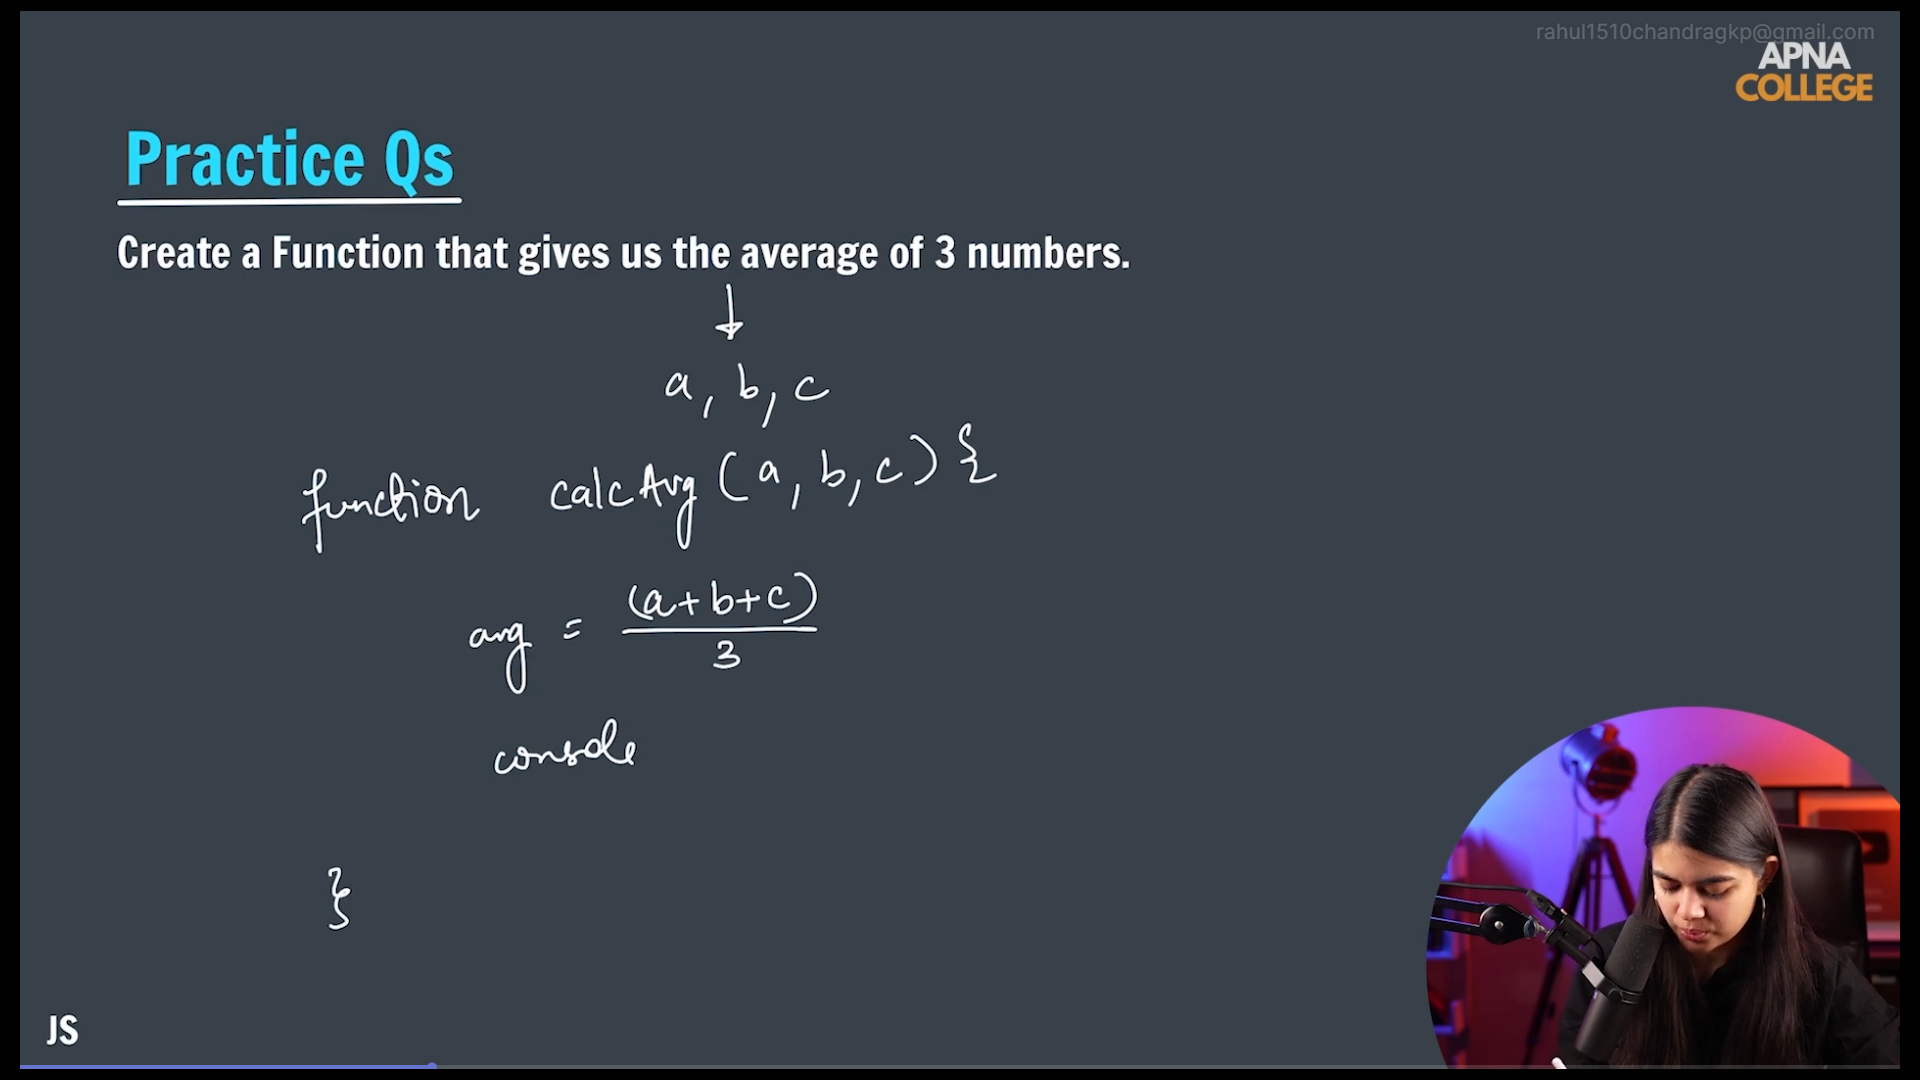 rahul1510chandragkp@gmail.com
APNA
COLLEGE
Practice Qs
Create a Function that gives us the average of 3 numbers.
↓
a, b, c
function calcAvg (a, b, c) {
avg = (a+b+c)
3
console
}
JS